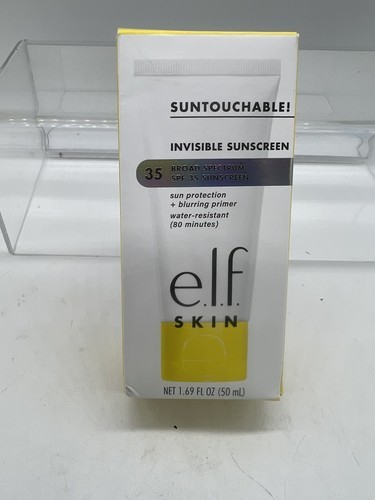 SUNTOUCHABLE!
INVISIBLE SUNSCREEN
35 BROAD SPECTRUM
SPF 35 SUNSCREEN
sun protection
+ blurring primer
water-resistant
(80 minutes)
e.l.f.
SKIN
NET 1.69 FL OZ (50 mL)